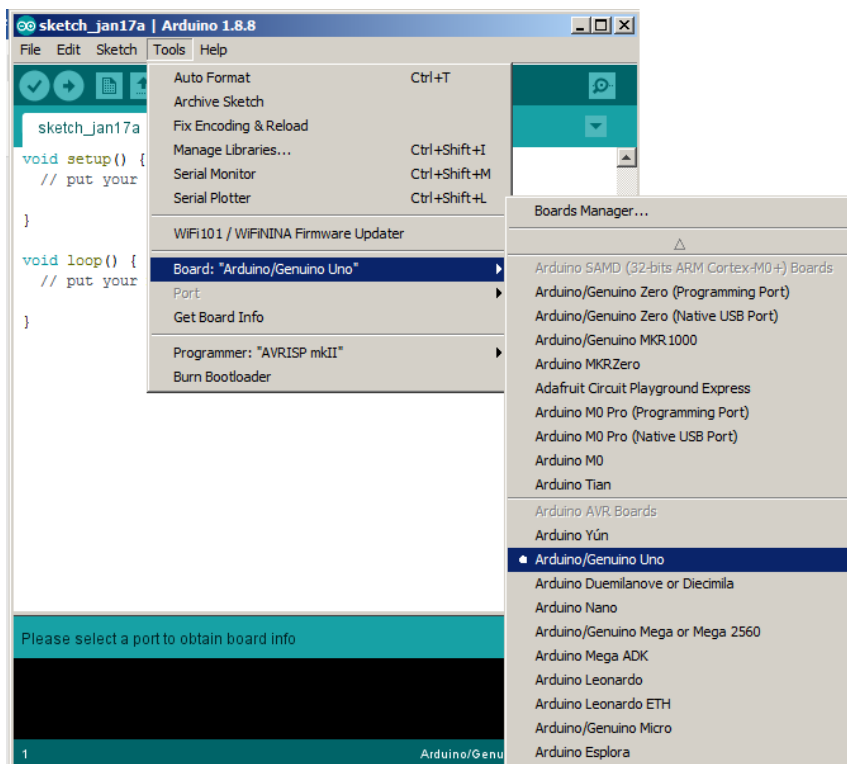 sketch_jan17a | Arduino 1.8.8
File Edit Sketch Tools Help
sketch_jan17a
void setup() {
// put your
}
void loop() {
// put your
}
Auto Format Ctrl+T
Archive Sketch
Fix Encoding & Reload
Manage Libraries... Ctrl+Shift+I
Serial Monitor Ctrl+Shift+M
Serial Plotter Ctrl+Shift+L
WiFi101 / WiFiNINA Firmware Updater
Board: "Arduino/Genuino Uno"
Port
Get Board Info
Programmer: "AVRISP mkII"
Burn Bootloader
Boards Manager...
Arduino SAMD (32-bits ARM Cortex-M0+) Boards
Arduino/Genuino Zero (Programming Port)
Arduino/Genuino Zero (Native USB Port)
Arduino/Genuino MKR1000
Arduino MKRZero
Adafruit Circuit Playground Express
Arduino M0 Pro (Programming Port)
Arduino M0 Pro (Native USB Port)
Arduino M0
Arduino Tian
Arduino AVR Boards
Arduino Yún
Arduino/Genuino Uno
Arduino Duemilanove or Diecimila
Arduino Nano
Arduino/Genuino Mega or Mega 2560
Arduino Mega ADK
Arduino Leonardo
Arduino Leonardo ETH
Arduino/Genuino Micro
Arduino Esplora
Please select a port to obtain board info
1 Arduino/Genu